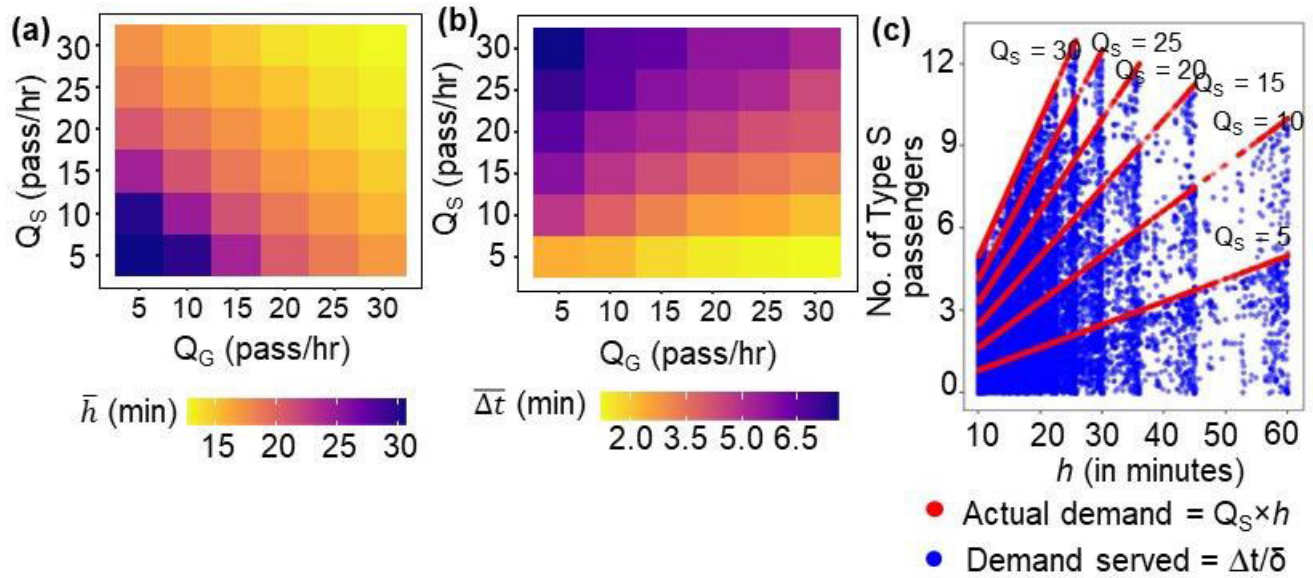 (a)
Q_S (pass/hr)
30
25
20
15
10
5
5 10 15 20 25 30
Q_G (pass/hr)
h̅ (min)
15 20 25 30
(b)
Q_S (pass/hr)
30
25
20
15
10
5
5 10 15 20 25 30
Q_G (pass/hr)
Δt̅ (min)
2.0 3.5 5.0 6.5
(c)
No. of Type S
passengers
12
9
6
3
0
Q_S = 30
Q_S = 25
Q_S = 20
Q_S = 15
Q_S = 10
Q_S = 5
10 20 30 45 60
h (in minutes)
Actual demand = Q_S×h
Demand served = Δt/δ